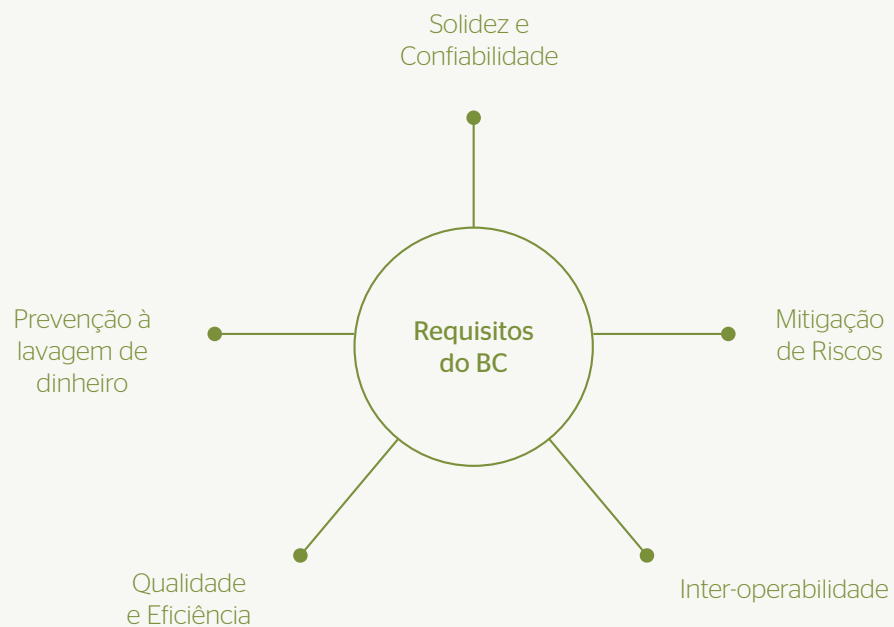 Solidez e
Confiabilidade
Prevenção à
lavagem de
dinheiro
Requisitos
do BC
Mitigação
de Riscos
Qualidade
e Eficiência
Inter-operabilidade